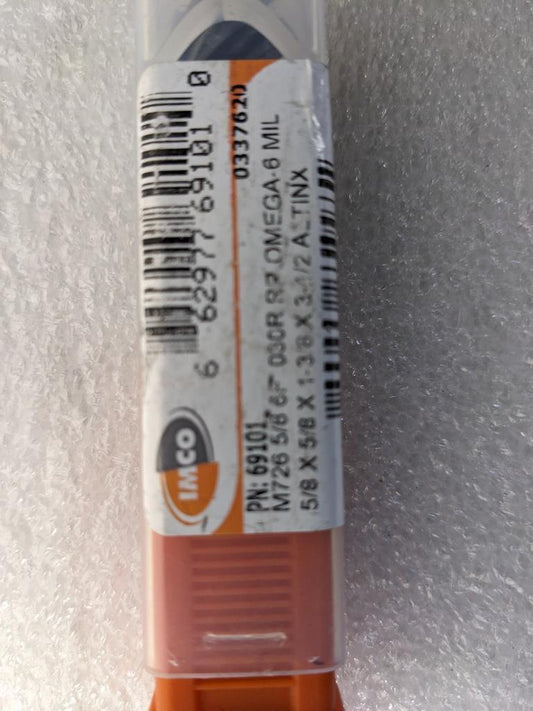 6 62977 69101 0
0337620
IMCO
PN: 69101
M726 5/8 6F 030R RP OMEGA-6 MIL
5/8 X 5/8 X 1-3/8 X 3-1/2 ALTINX